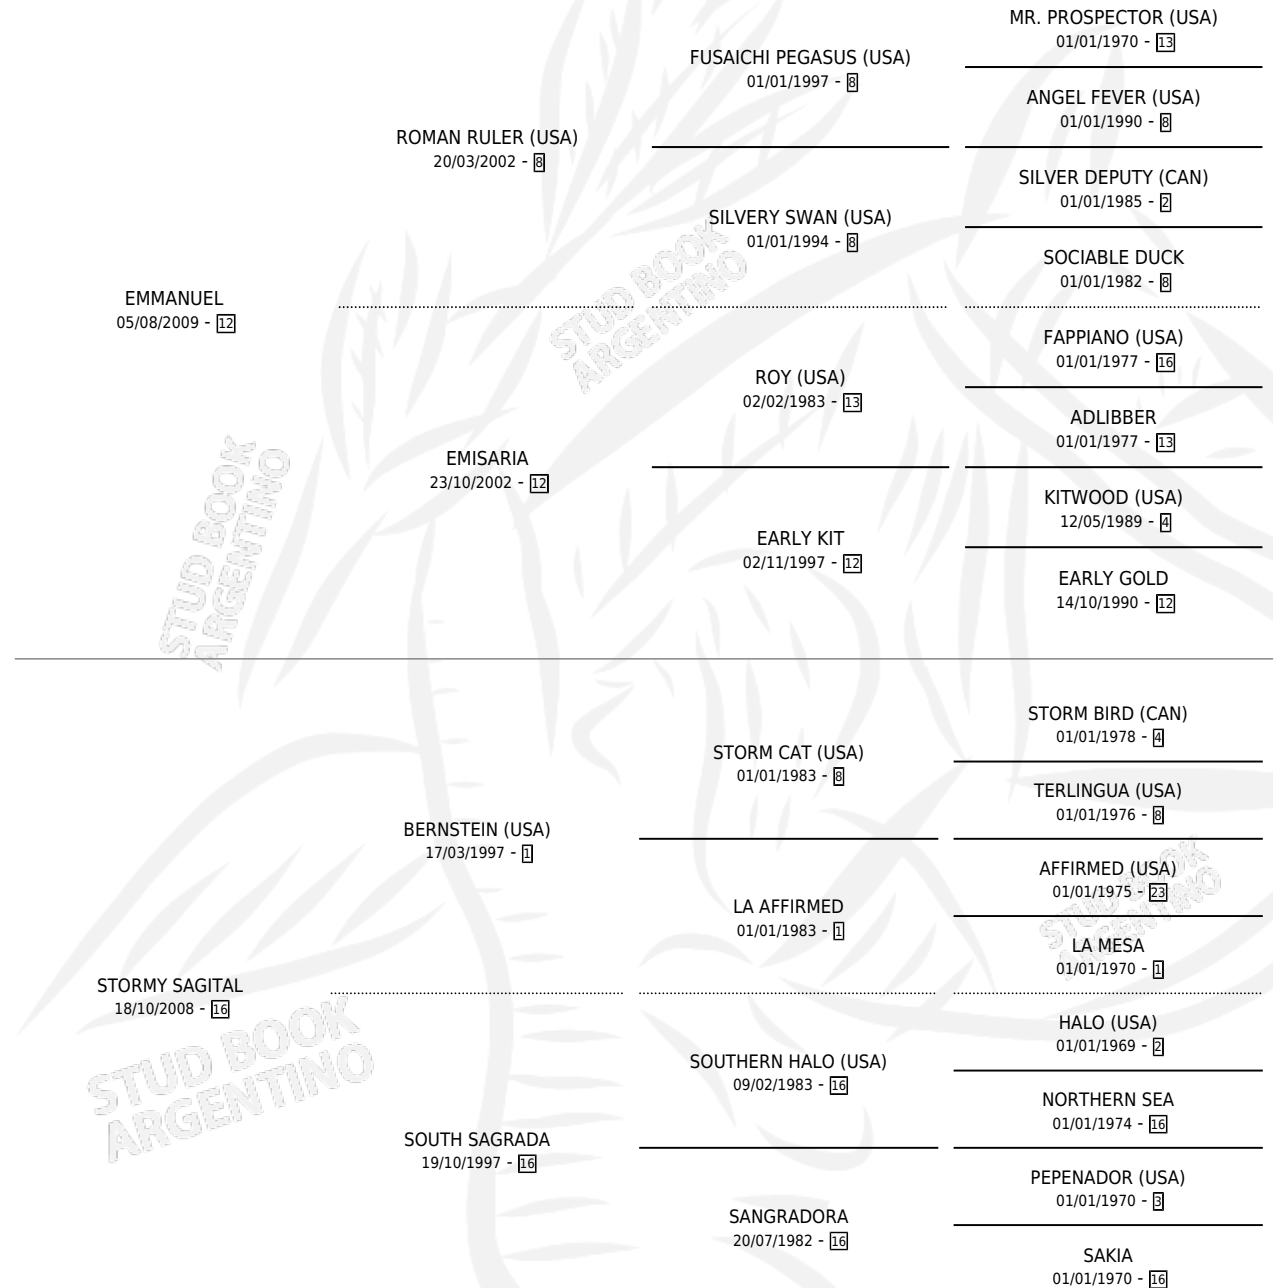 MR. PROSPECTOR (USA)
01/01/1970 - 13
FUSAICHI PEGASUS (USA)
01/01/1997 - 8
ANGEL FEVER (USA)
01/01/1990 - 8
ROMAN RULER (USA)
20/03/2002 - 8
SILVER DEPUTY (CAN)
01/01/1985 - 2
SILVERY SWAN (USA)
01/01/1994 - 8
SOCIABLE DUCK
01/01/1982 - 8
EMMANUEL
05/08/2009 - 12
STUD BOOK
ARGENTINO
FAPPIANO (USA)
01/01/1977 - 16
ROY (USA)
02/02/1983 - 13
ADLIBBER
01/01/1977 - 13
EMISARIA
23/10/2002 - 12
KITWOOD (USA)
12/05/1989 - 4
EARLY KIT
02/11/1997 - 12
EARLY GOLD
14/10/1990 - 12
STUD BOOK
ARGENTINO
STORM BIRD (CAN)
01/01/1978 - 4
STORM CAT (USA)
01/01/1983 - 8
TERLINGUA (USA)
01/01/1976 - 8
BERNSTEIN (USA)
17/03/1997 - 1
AFFIRMED (USA)
01/01/1975 - 23
LA AFFIRMED
01/01/1983 - 1
STUD BOOK
ARGENTINO
LA MESA
01/01/1970 - 1
STORMY SAGITAL
18/10/2008 - 16
STUD BOOK
ARGENTINO
HALO (USA)
01/01/1969 - 2
SOUTHERN HALO (USA)
09/02/1983 - 16
NORTHERN SEA
01/01/1974 - 16
SOUTH SAGRADA
19/10/1997 - 16
PEPENADOR (USA)
01/01/1970 - 3
SANGRADORA
20/07/1982 - 16
SAKIA
01/01/1970 - 16